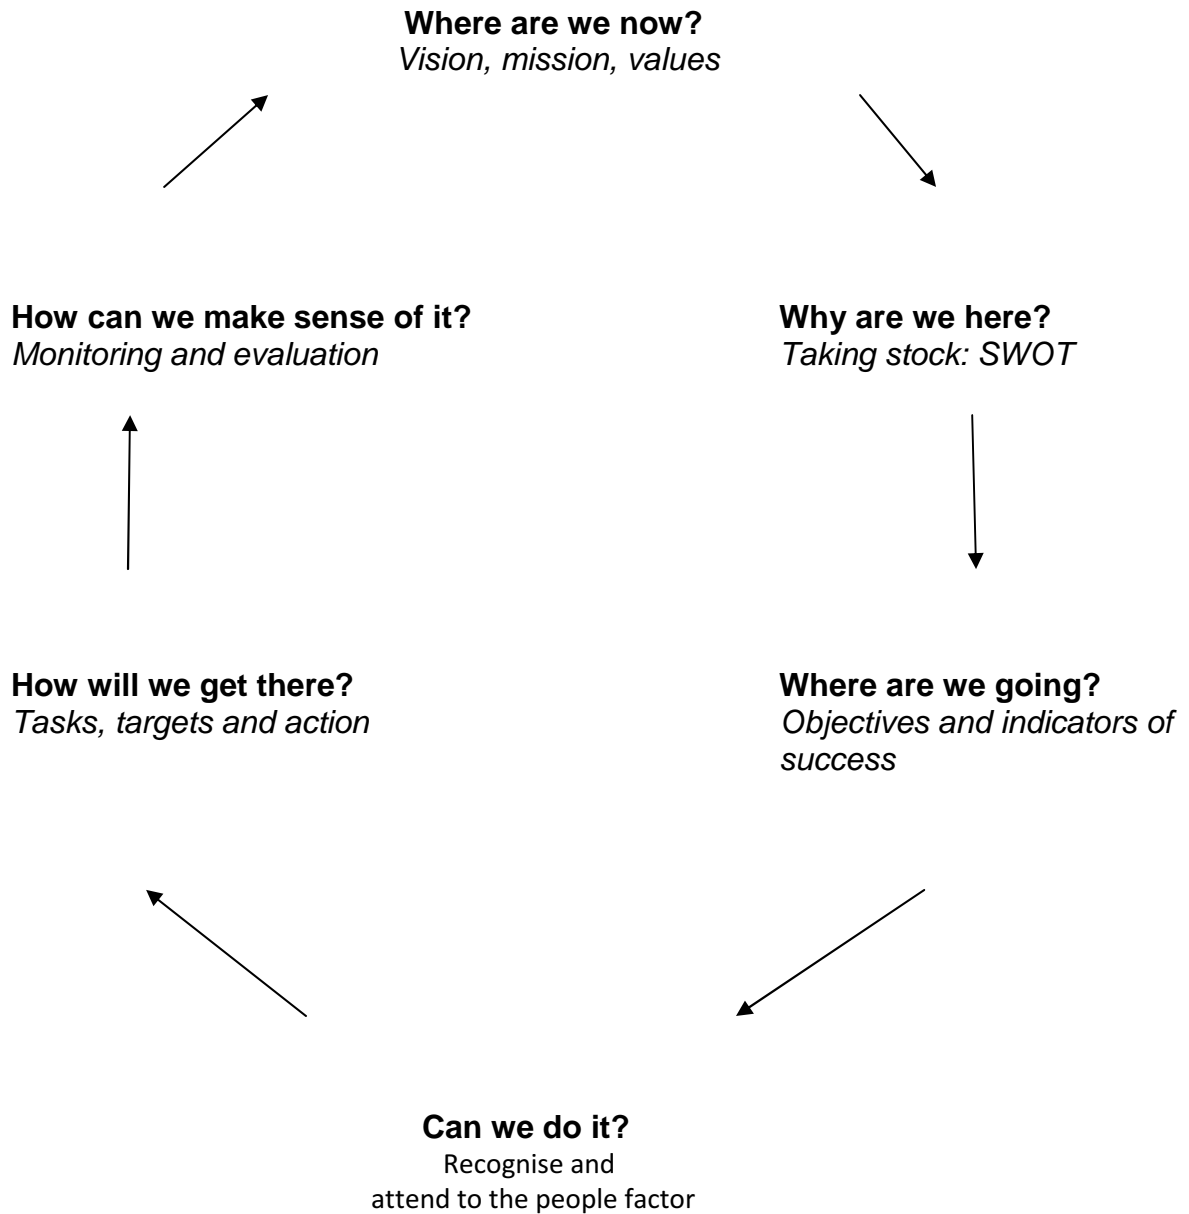 Where are we now?
Vision, mission, values
How can we make sense of it?
Monitoring and evaluation
Why are we here?
Taking stock: SWOT
How will we get there?
Tasks, targets and action
Where are we going?
Objectives and indicators of
success
Can we do it?
Recognise and
attend to the people factor